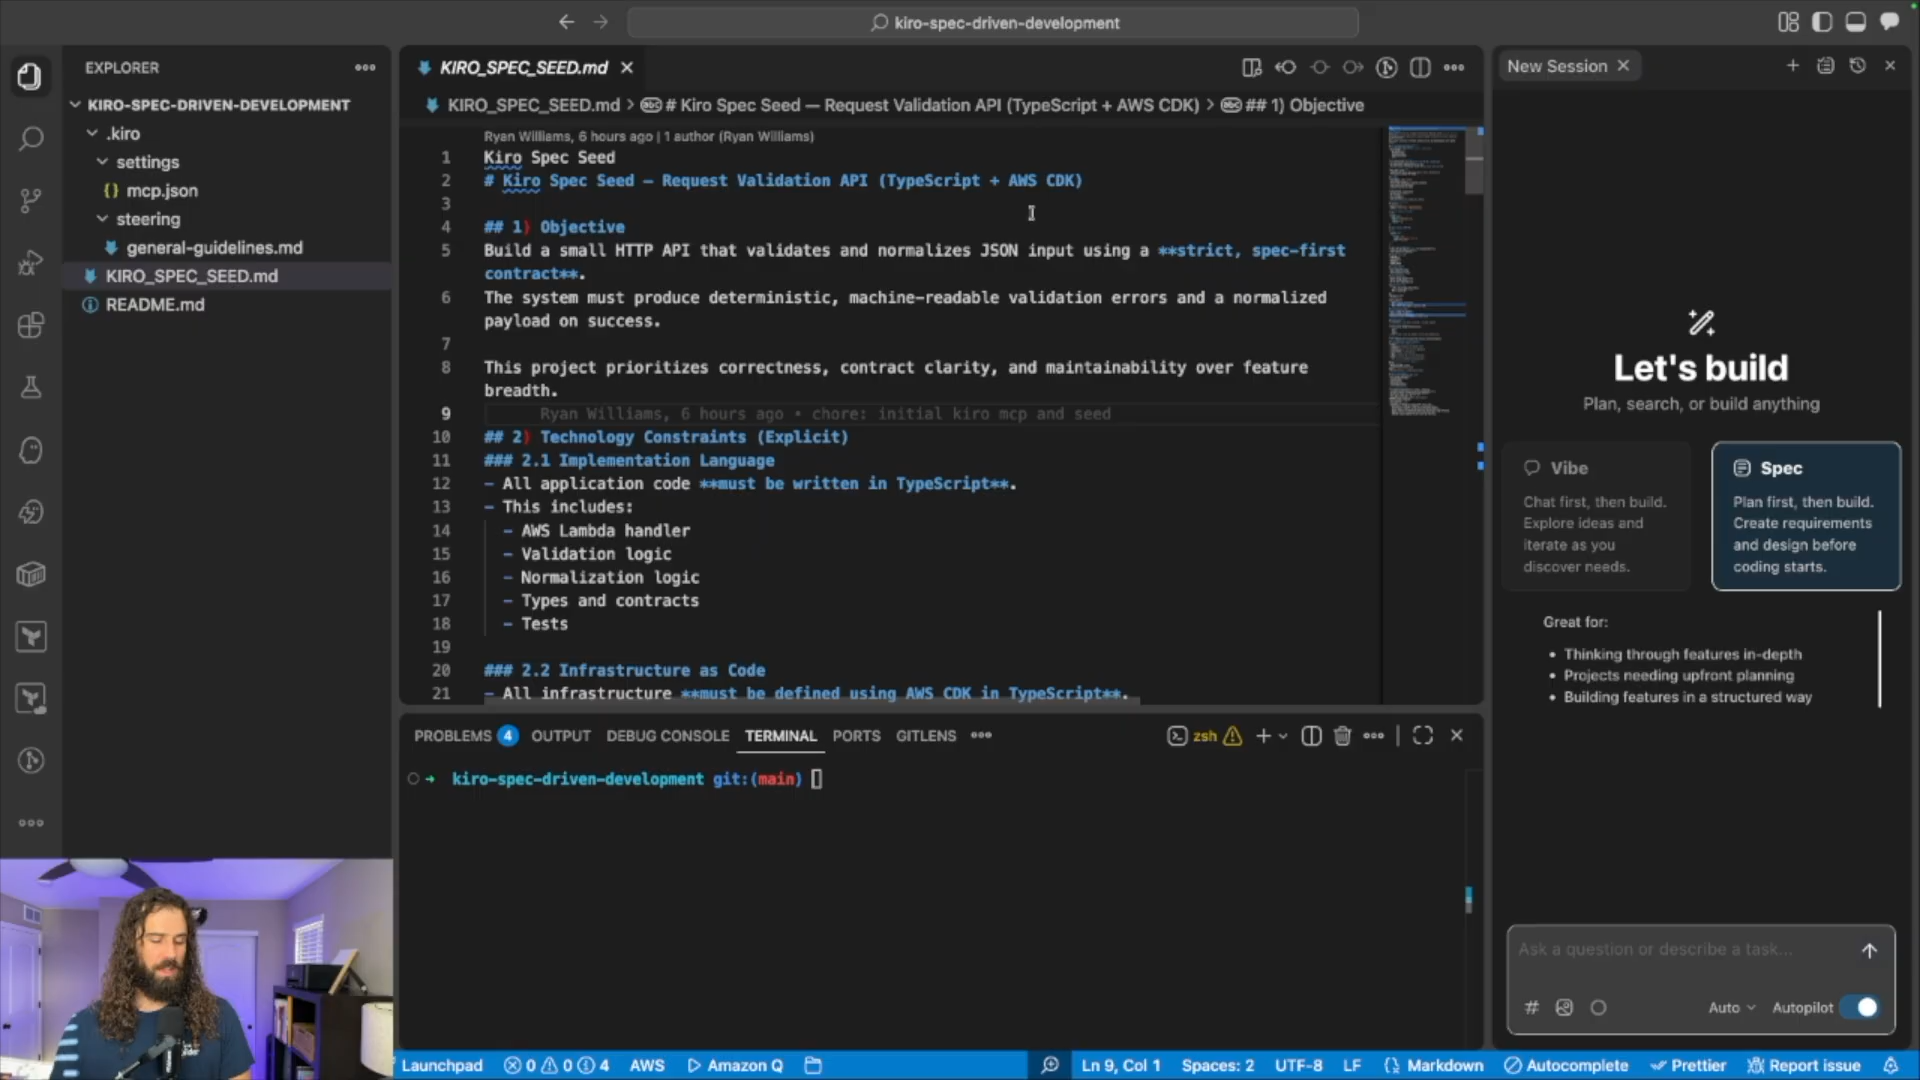 kiro-spec-driven-development
EXPLORER
KIRO-SPEC-DRIVEN-DEVELOPMENT
.kiro
settings
{} mcp.json
steering
general-guidelines.md
KIRO_SPEC_SEED.md
README.md
KIRO_SPEC_SEED.md
KIRO_SPEC_SEED.md > # Kiro Spec Seed — Request Validation API (TypeScript + AWS CDK) > ## 1) Objective
Ryan Williams, 6 hours ago | 1 author (Ryan Williams)
1 Kiro Spec Seed
2 # Kiro Spec Seed — Request Validation API (TypeScript + AWS CDK)
3
4 ## 1) Objective
5 Build a small HTTP API that validates and normalizes JSON input using a **strict, spec-first
contract**.
6 The system must produce deterministic, machine-readable validation errors and a normalized
payload on success.
7
8 This project prioritizes correctness, contract clarity, and maintainability over feature
breadth.
9 Ryan Williams, 6 hours ago • chore: initial kiro mcp and seed
10 ## 2) Technology Constraints (Explicit)
11 ### 2.1 Implementation Language
12 - All application code **must be written in TypeScript**.
13 - This includes:
14 - AWS Lambda handler
15 - Validation logic
16 - Normalization logic
17 - Types and contracts
18 - Tests
19
20 ### 2.2 Infrastructure as Code
21 - All infrastructure **must be defined using AWS CDK in TypeScript**.
PROBLEMS 4 OUTPUT DEBUG CONSOLE TERMINAL PORTS GITLENS
zsh
kiro-spec-driven-development git:(main)
New Session
Let's build
Plan, search, or build anything
Vibe
Chat first, then build.
Explore ideas and
iterate as you
discover needs.
Spec
Plan first, then build.
Create requirements
and design before
coding starts.
Great for:
• Thinking through features in-depth
• Projects needing upfront planning
• Building features in a structured way
Ask a question or describe a task...
# Auto Autopilot
Launchpad 0 0 4 AWS Amazon Q Ln 9, Col 1 Spaces: 2 UTF-8 LF {} Markdown Autocomplete Prettier Report issue